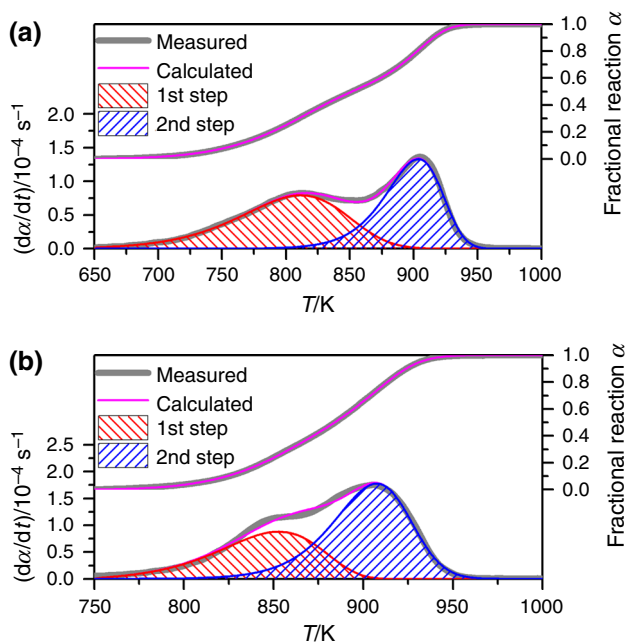 (a)
Measured
Calculated
1st step
2nd step
(dα/dt)/10⁻⁴ s⁻¹
2.0
1.5
1.0
0.5
0.0
1.0
0.8
0.6
0.4
0.2
0.0
Fractional reaction α
650 700 750 800 850 900 950 1000
T/K
(b)
Measured
Calculated
1st step
2nd step
(dα/dt)/10⁻⁴ s⁻¹
2.5
2.0
1.5
1.0
0.5
0.0
1.0
0.8
0.6
0.4
0.2
0.0
Fractional reaction α
750 800 850 900 950 1000
T/K